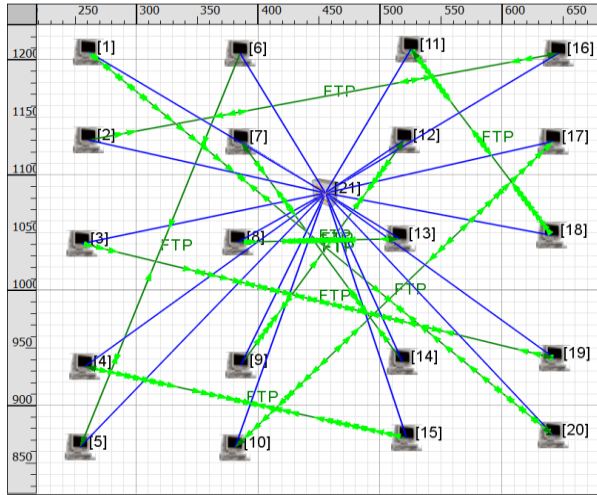 250 300 350 400 450 500 550 600 650
1200
1150
1100
1050
1000
950
900
850
[1] [6] [11] [16]
FTP
[2] [7] [12] FTP [17]
[21]
[3] FTP [8] FTP [13] [18]
FTP
FTP FTP
[4] [9] [14] [19]
FTP
[5] [10] [15] [20]